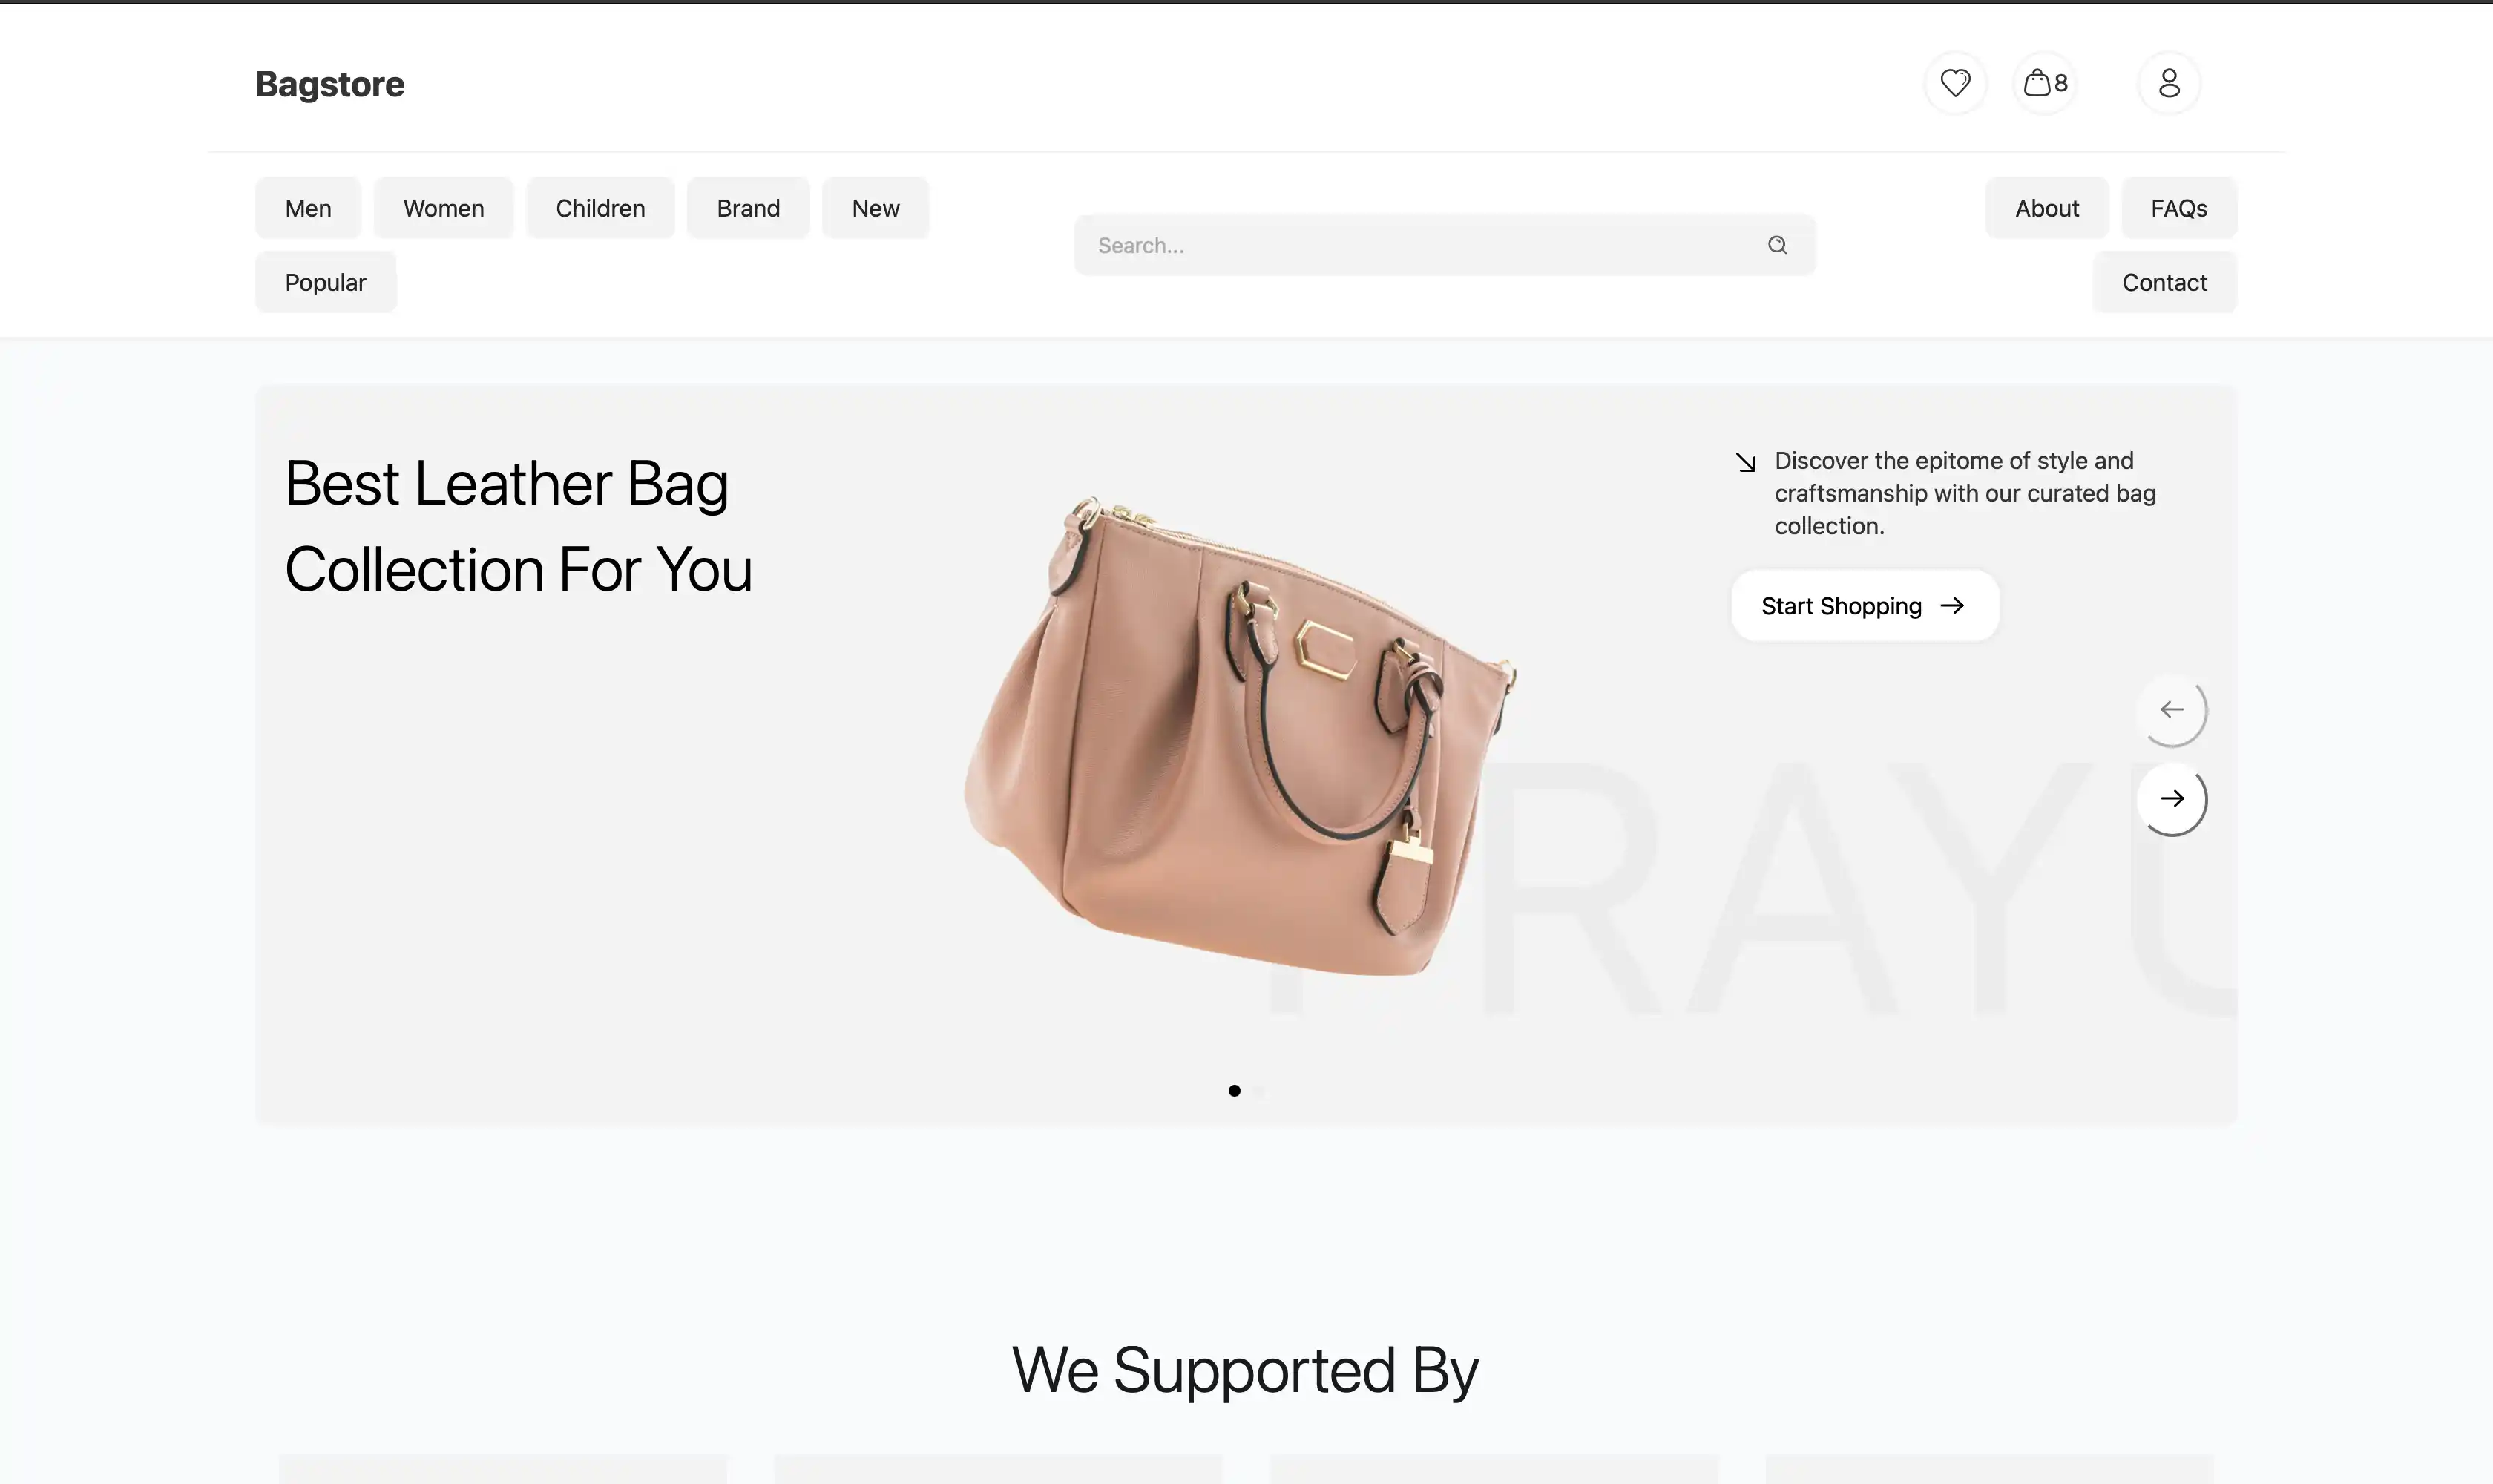 Bagstore
8
Men
Women
Children
Brand
New
Popular
Search...
About
FAQs
Contact
Best Leather Bag
Collection For You
Discover the epitome of style and
craftsmanship with our curated bag
collection.
Start Shopping
We Supported By